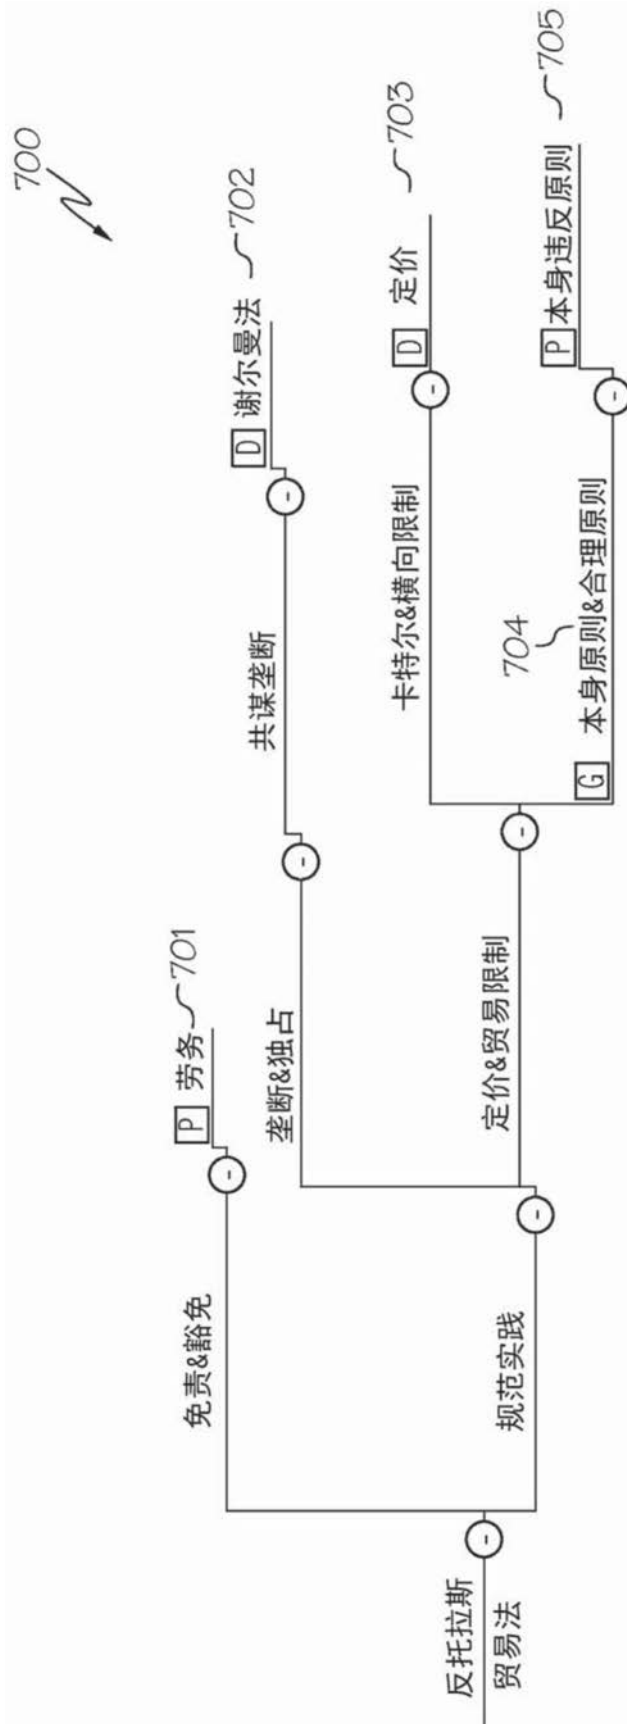 700
反托拉斯
贸易法
免责&豁免
P 劳务 701
规范实践
垄断&独占
共谋垄断
D 谢尔曼法 702
定价&贸易限制
卡特尔&横向限制
D 定价 703
G 本身原则&合理原则
704
P 本身违反原则 705